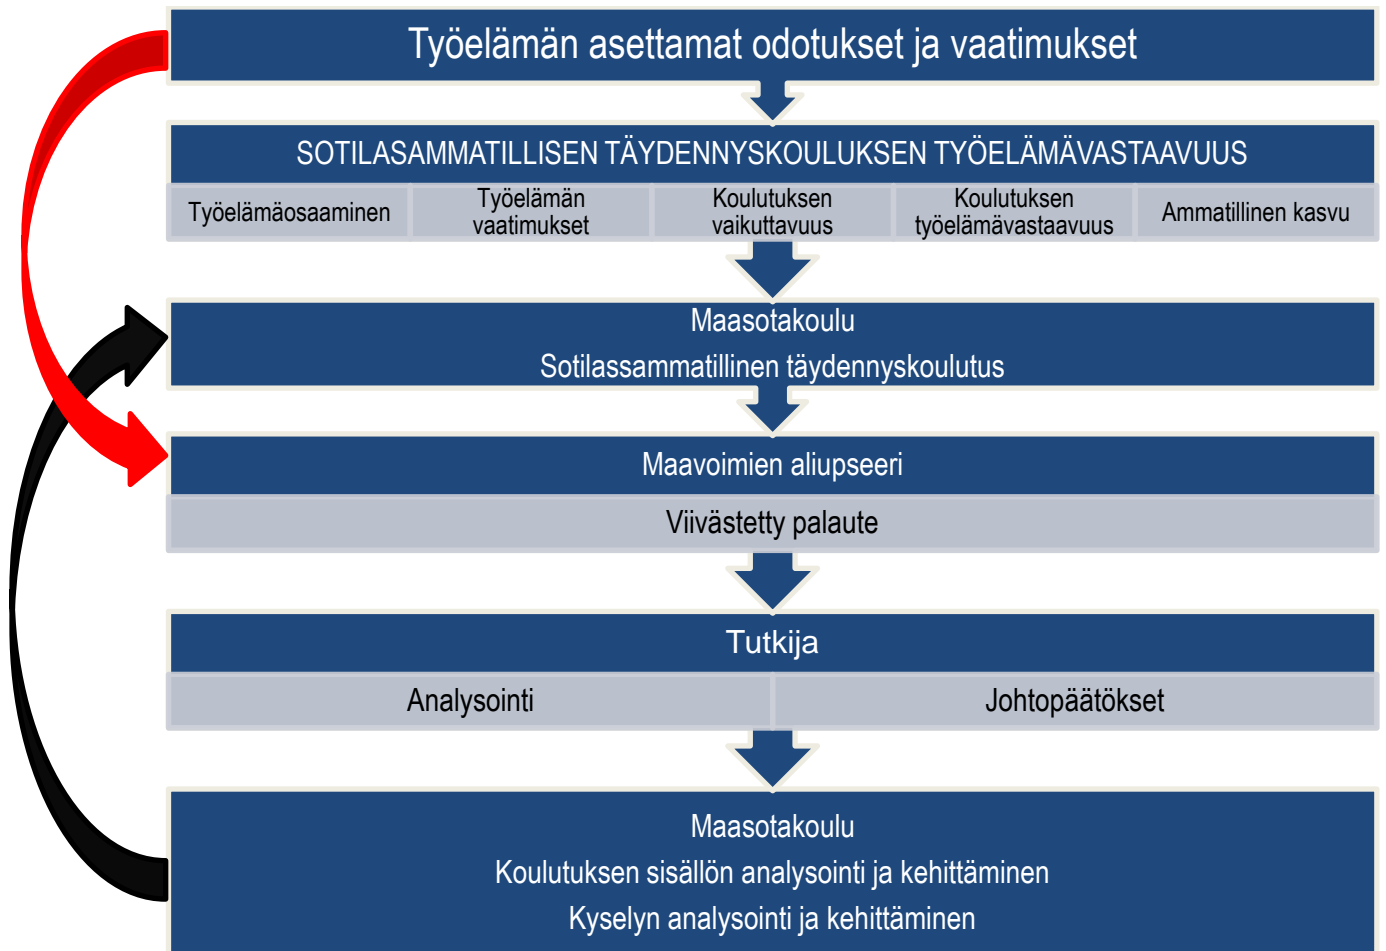 Työelämän asettamat odotukset ja vaatimukset
SOTILASAMMATILLISEN TÄYDENNYSKOULUKSEN TYÖELÄMÄVASTAAVUUS
Työelämäosaaminen
Työelämän
vaatimukset
Koulutuksen
vaikuttavuus
Koulutuksen
työelämävastaavuus
Ammatillinen kasvu
Maasotakoulu
Sotilassammatillinen täydennyskoulutus
Maavoimien aliupseeri
Viivästetty palaute
Tutkija
Analysointi
Johtopäätökset
Maasotakoulu
Koulutuksen sisällön analysointi ja kehittäminen
Kyselyn analysointi ja kehittäminen